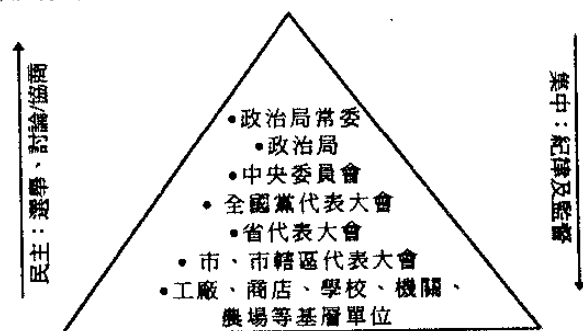 民主：選舉、討論/協商
•政治局常委
•政治局
•中央委員會
•全國黨代表大會
•省代表大會
•市、市轄區代表大會
•工廠、商店、學校、機關、
農場等基層單位
集中：紀律及監督